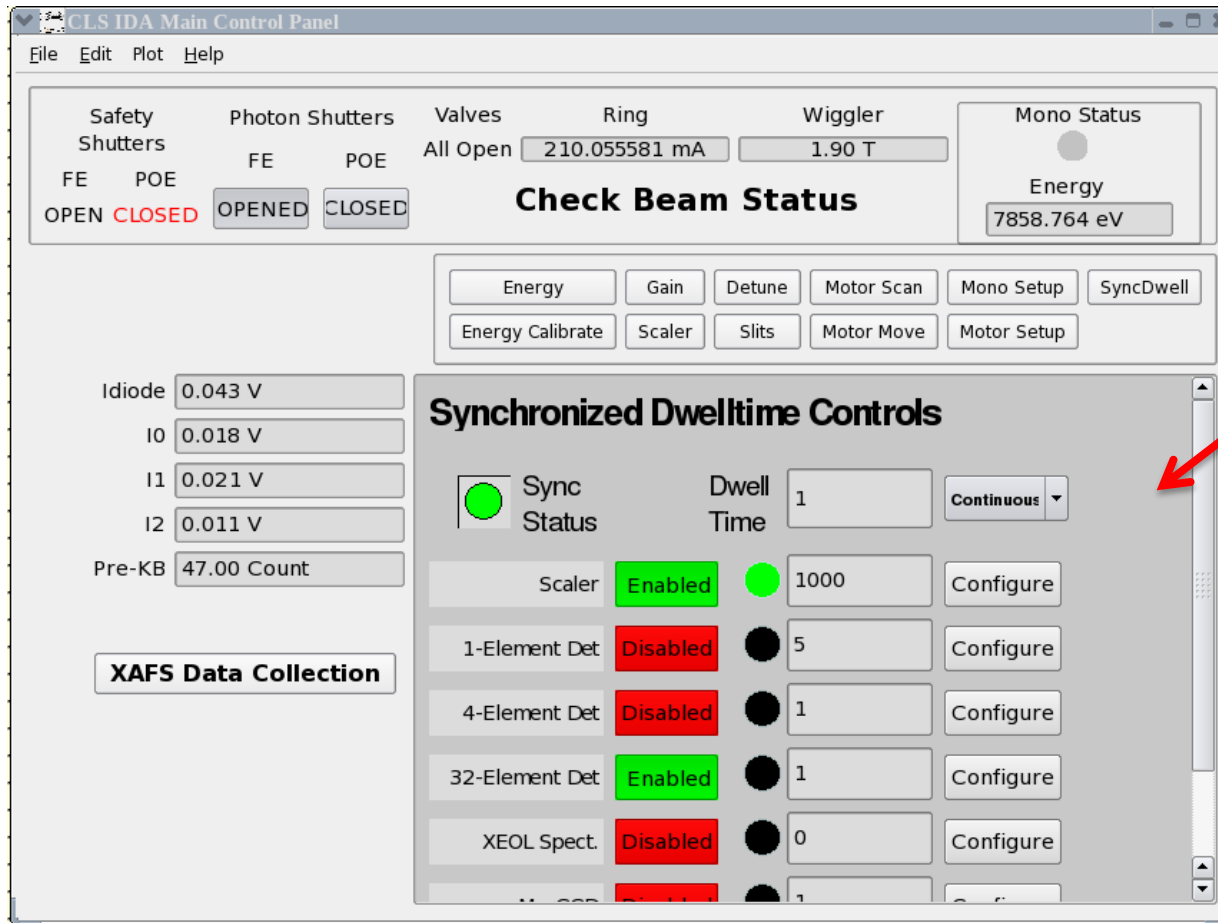 CLS IDA Main Control Panel
File Edit Plot Help
Safety Shutters
FE POE
OPEN CLOSED
Photon Shutters
FE POE
OPENED CLOSED
Valves
All Open
Ring
210.055581 mA
Wiggler
1.90 T
Check Beam Status
Mono Status
Energy
7858.764 eV
Energy Gain Detune Motor Scan Mono Setup SyncDwell
Energy Calibrate Scaler Slits Motor Move Motor Setup
Idiode 0.043 V
I0 0.018 V
I1 0.021 V
I2 0.011 V
Pre-KB 47.00 Count
XAFS Data Collection
Synchronized Dwelltime Controls
Sync Status Dwell Time 1 Continuous
Scaler Enabled 1000 Configure
1-Element Det Disabled 5 Configure
4-Element Det Disabled 1 Configure
32-Element Det Enabled 1 Configure
XEOL Spect. Disabled 0 Configure